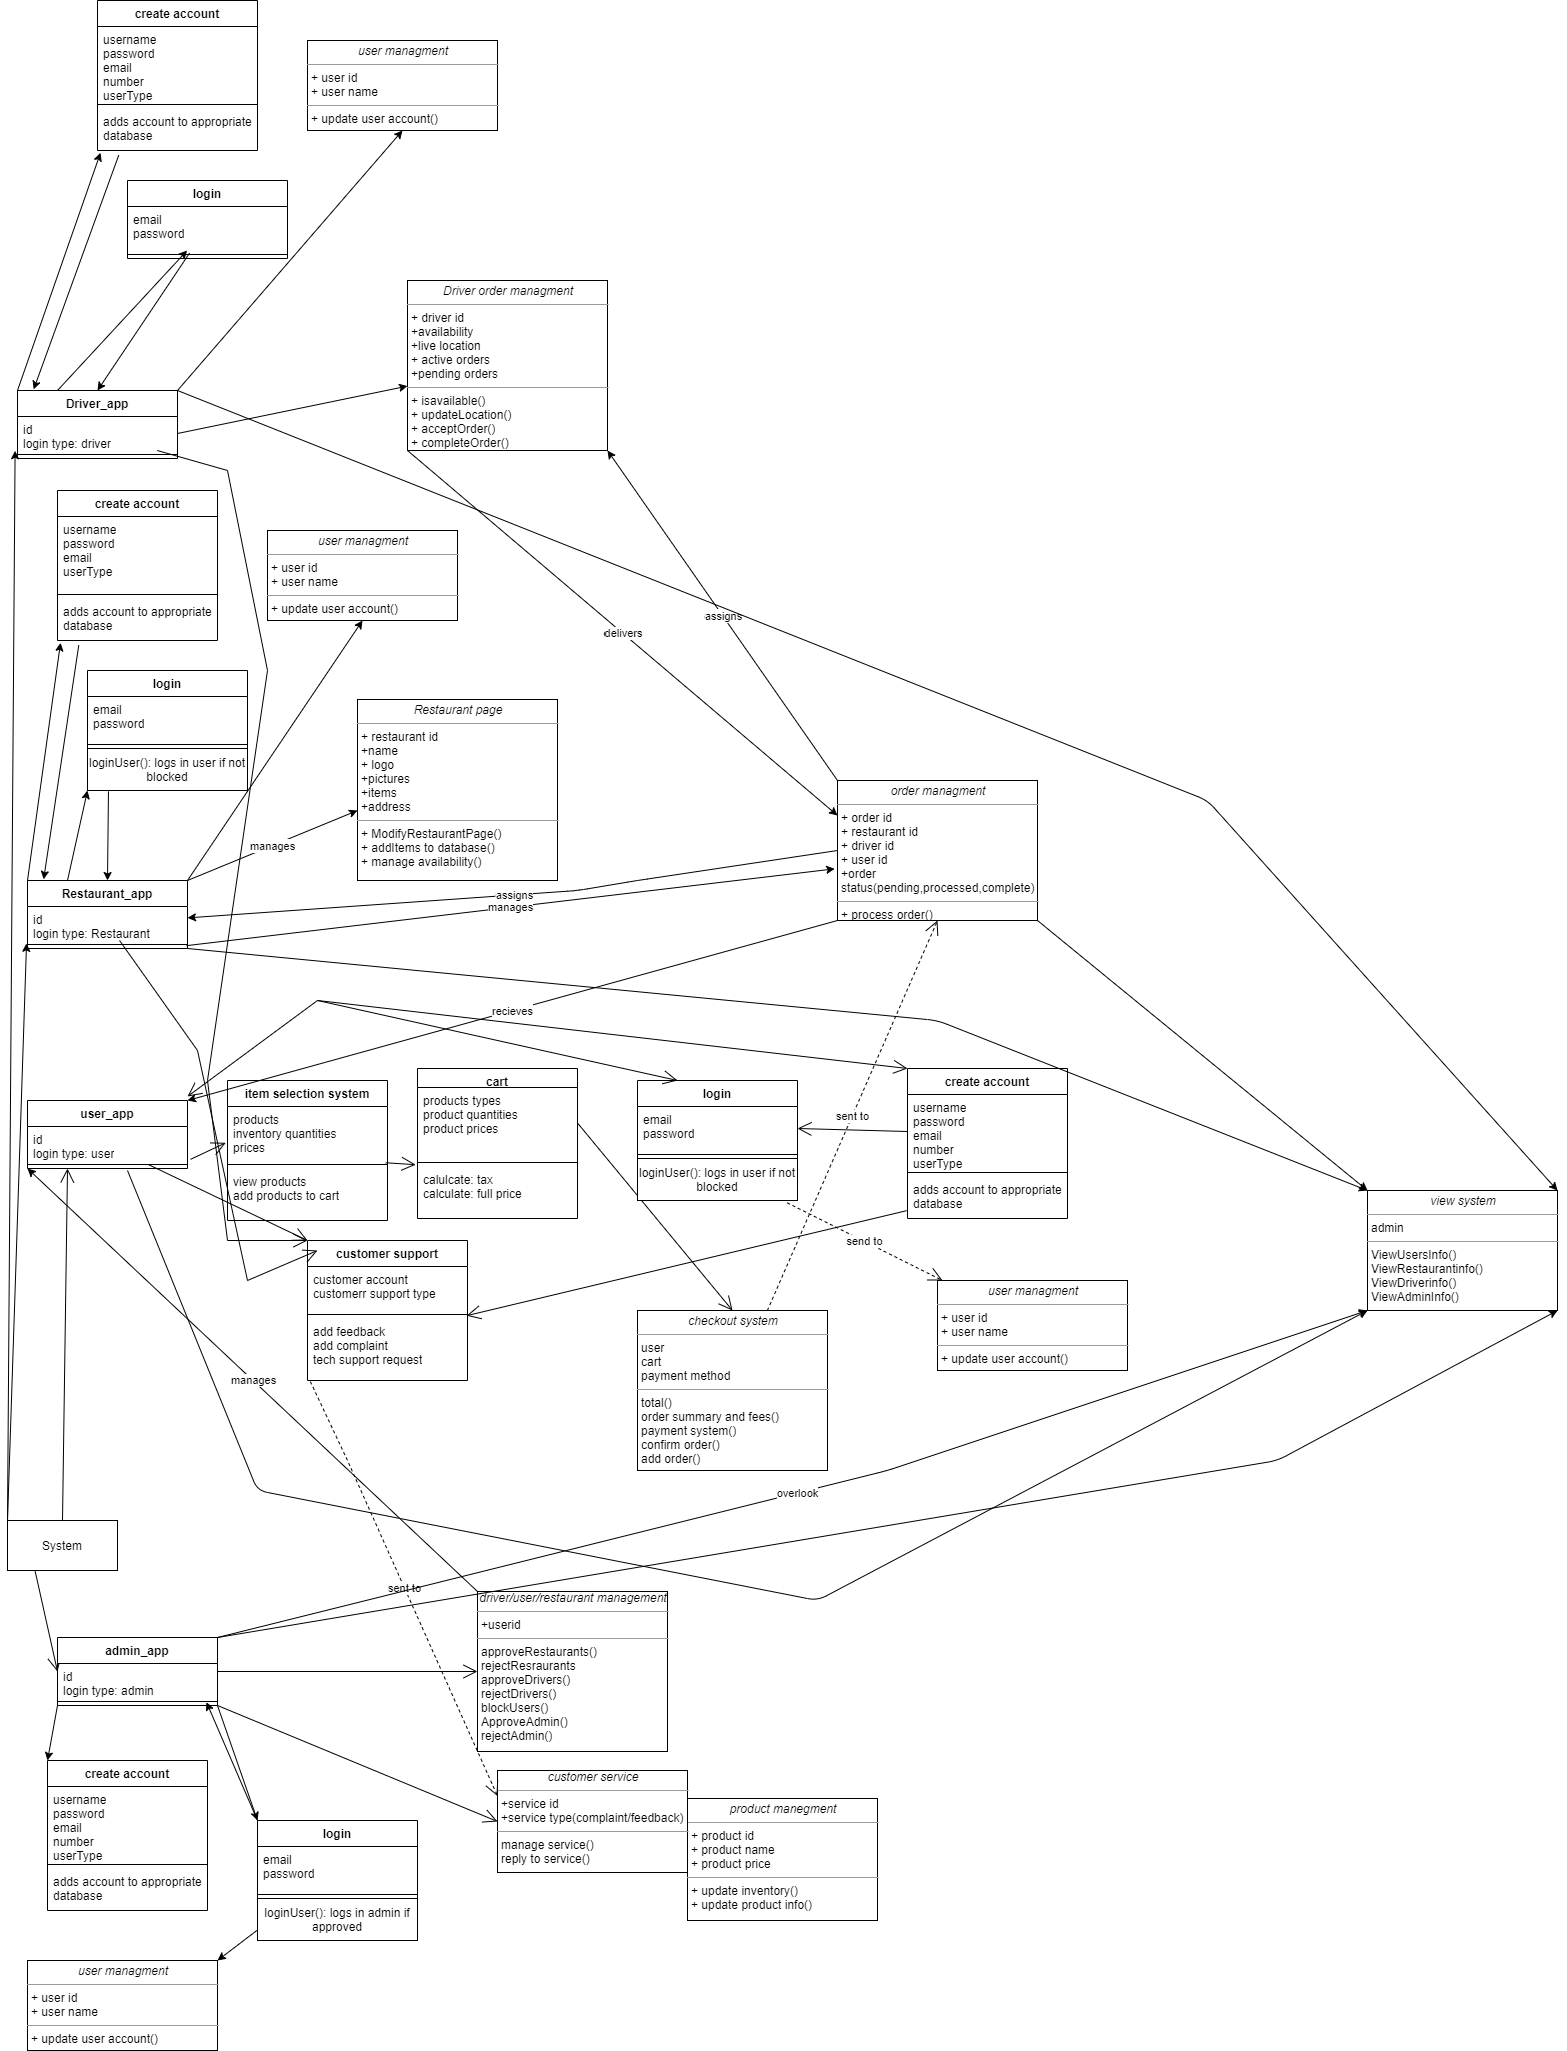 create account
username
password
email
number
userType
adds account to appropriate
database
user managment
+ user id
+ user name
+ update user account()
login
email
password
Driver order managment
+ driver id
+availability
+live location
+ active orders
+pending orders
+ isavailable()
+ updateLocation()
+ acceptOrder()
+ completeOrder()
Driver_app
id
login type: driver
create account
username
password
email
userType
adds account to appropriate
database
user managment
+ user id
+ user name
+ update user account()
assigns
delivers
login
email
password
loginUser(): logs in user if not
blocked
Restaurant page
+ restaurant id
+name
+ logo
+pictures
+items
+address
+ ModifyRestaurantPage()
+ addItems to database()
+ manage availability()
order managment
+ order id
+ restaurant id
+ driver id
+ user id
+order
status(pending,processed,complete)
+ process order()
manages
assigns
manages
Restaurant_app
id
login type: Restaurant
recieves
user_app
id
login type: user
item selection system
products
inventory quantities
prices
view products
add products to cart
cart
products types
product quantities
product prices
calulcate: tax
calculate: full price
login
email
password
loginUser(): logs in user if not
blocked
sent to
create account
username
password
email
number
userType
adds account to appropriate
database
send to
view system
admin
ViewUsersInfo()
ViewRestaurantinfo()
ViewDriverinfo()
ViewAdminInfo()
customer support
customer account
customerr support type
add feedback
add complaint
tech support request
user managment
+ user id
+ user name
+ update user account()
checkout system
user
cart
payment method
total()
order summary and fees()
payment system()
confirm order()
add order()
manages
overlook
System
sent to
driver/user/restaurant management
+userid
approveRestaurants()
rejectResraurants
approveDrivers()
rejectDrivers()
blockUsers()
ApproveAdmin()
rejectAdmin()
admin_app
id
login type: admin
create account
username
password
email
number
userType
adds account to appropriate
database
login
email
password
loginUser(): logs in admin if
approved
customer service
+service id
+service type(complaint/feedback)
manage service()
reply to service()
product manegment
+ product id
+ product name
+ product price
+ update inventory()
+ update product info()
user managment
+ user id
+ user name
+ update user account()